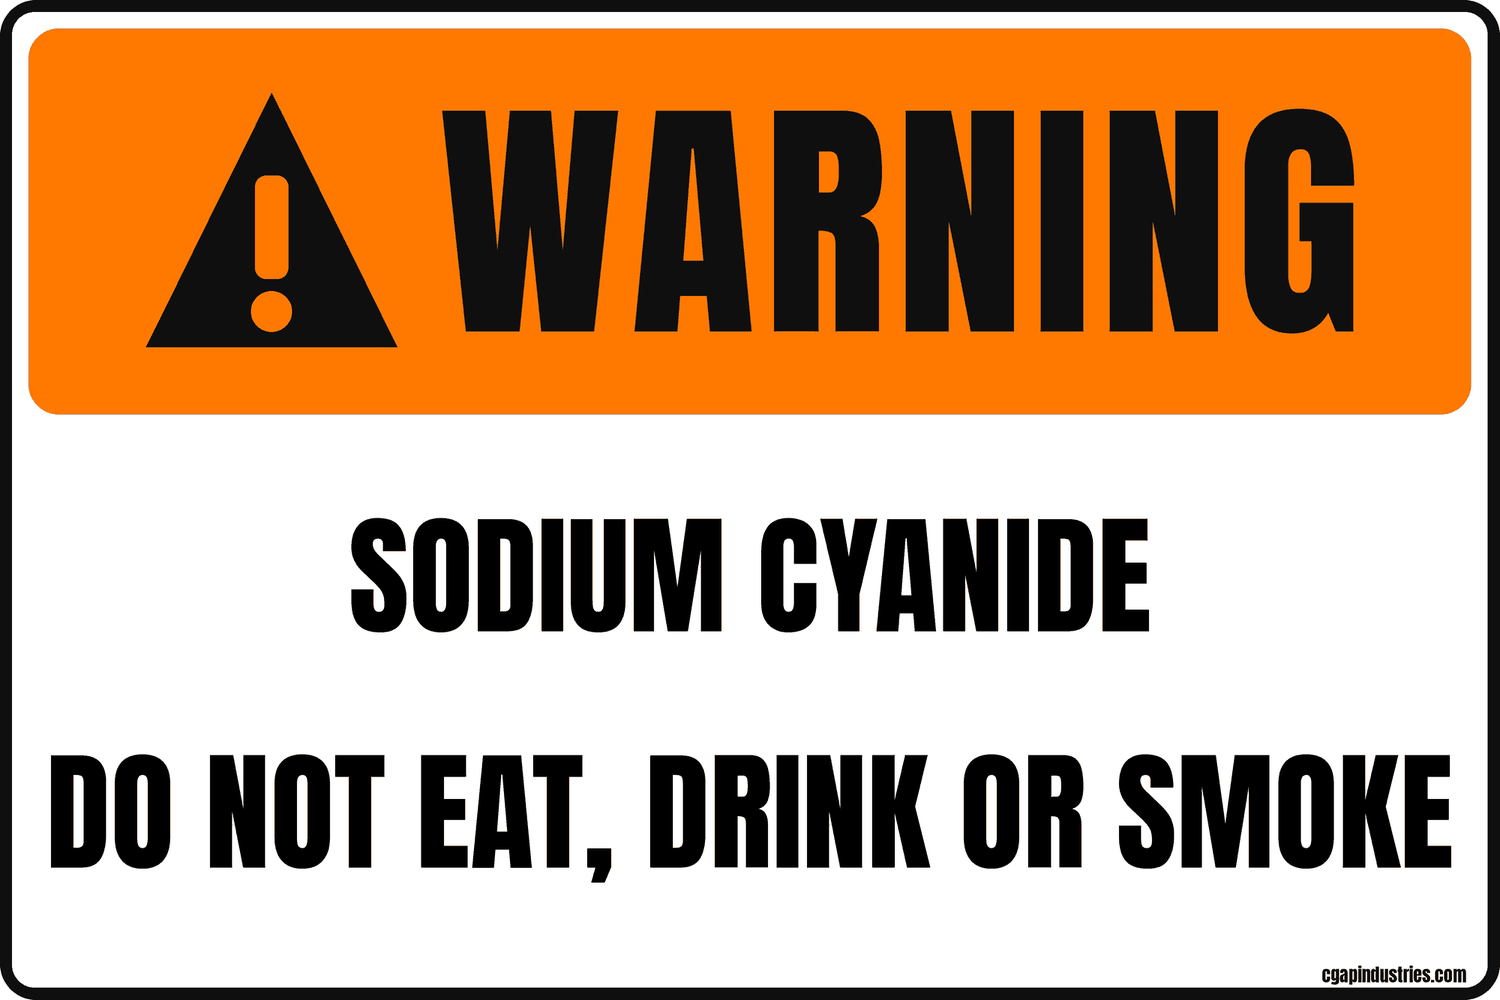 WARNING
SODIUM CYANIDE
DO NOT EAT, DRINK OR SMOKE
cgapindustries.com